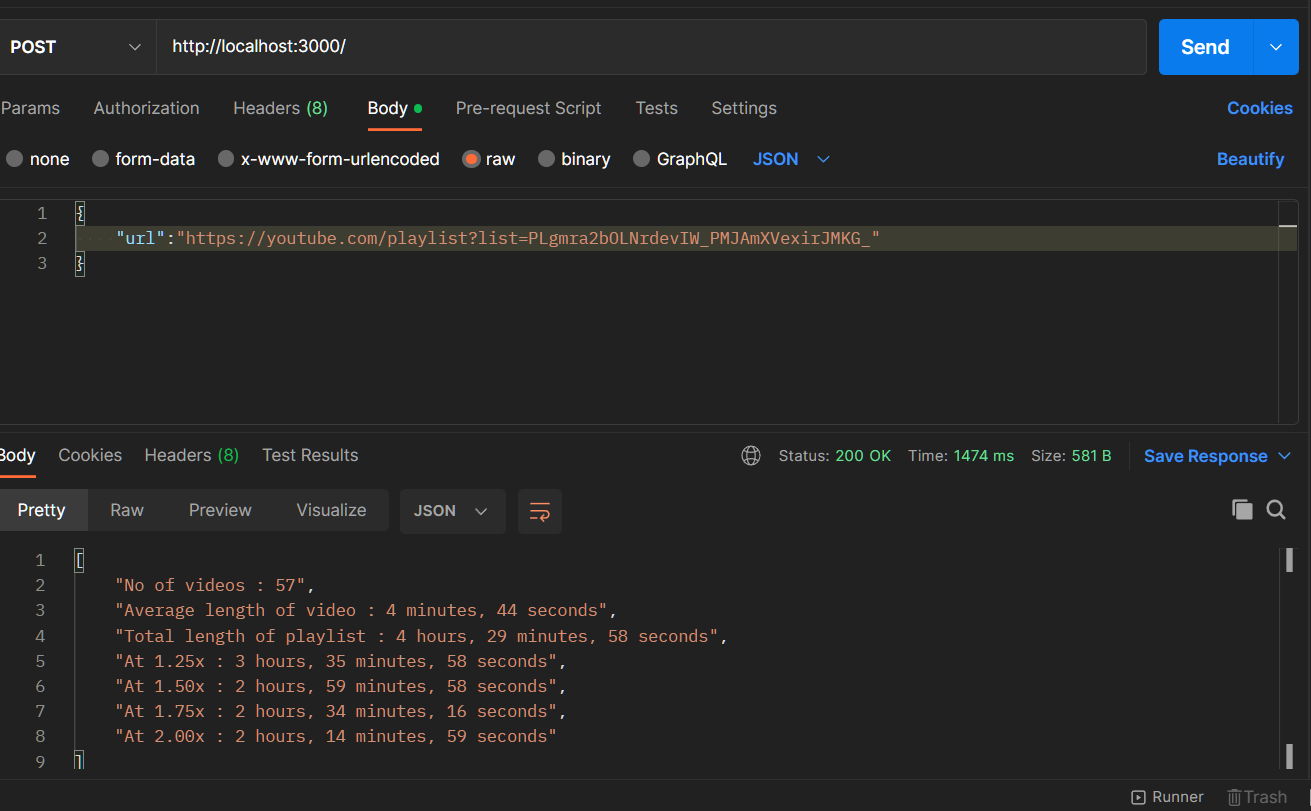 POST http://localhost:3000/ Send
Params Authorization Headers (8) Body Pre-request Script Tests Settings Cookies
none form-data x-www-form-urlencoded raw binary GraphQL JSON Beautify
1 {
2 "url":"https://youtube.com/playlist?list=PLgmra2bOLNrdevIW_PMJAmXVexirJMKG_"
3 }
Body Cookies Headers (8) Test Results Status: 200 OK Time: 1474 ms Size: 581 B Save Response
Pretty Raw Preview Visualize JSON
1 [
2 "No of videos : 57",
3 "Average length of video : 4 minutes, 44 seconds",
4 "Total length of playlist : 4 hours, 29 minutes, 58 seconds",
5 "At 1.25x : 3 hours, 35 minutes, 58 seconds",
6 "At 1.50x : 2 hours, 59 minutes, 58 seconds",
7 "At 1.75x : 2 hours, 34 minutes, 16 seconds",
8 "At 2.00x : 2 hours, 14 minutes, 59 seconds"
9 ]
Runner Trash